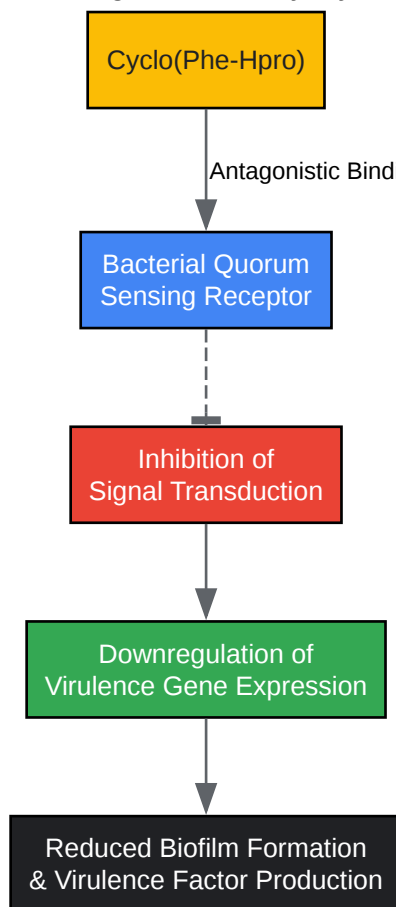 Cyclo(Phe-Hpro)
Antagonistic Bind
Bacterial Quorum
Sensing Receptor
Inhibition of
Signal Transduction
Downregulation of
Virulence Gene Expression
Reduced Biofilm Formation
& Virulence Factor Production